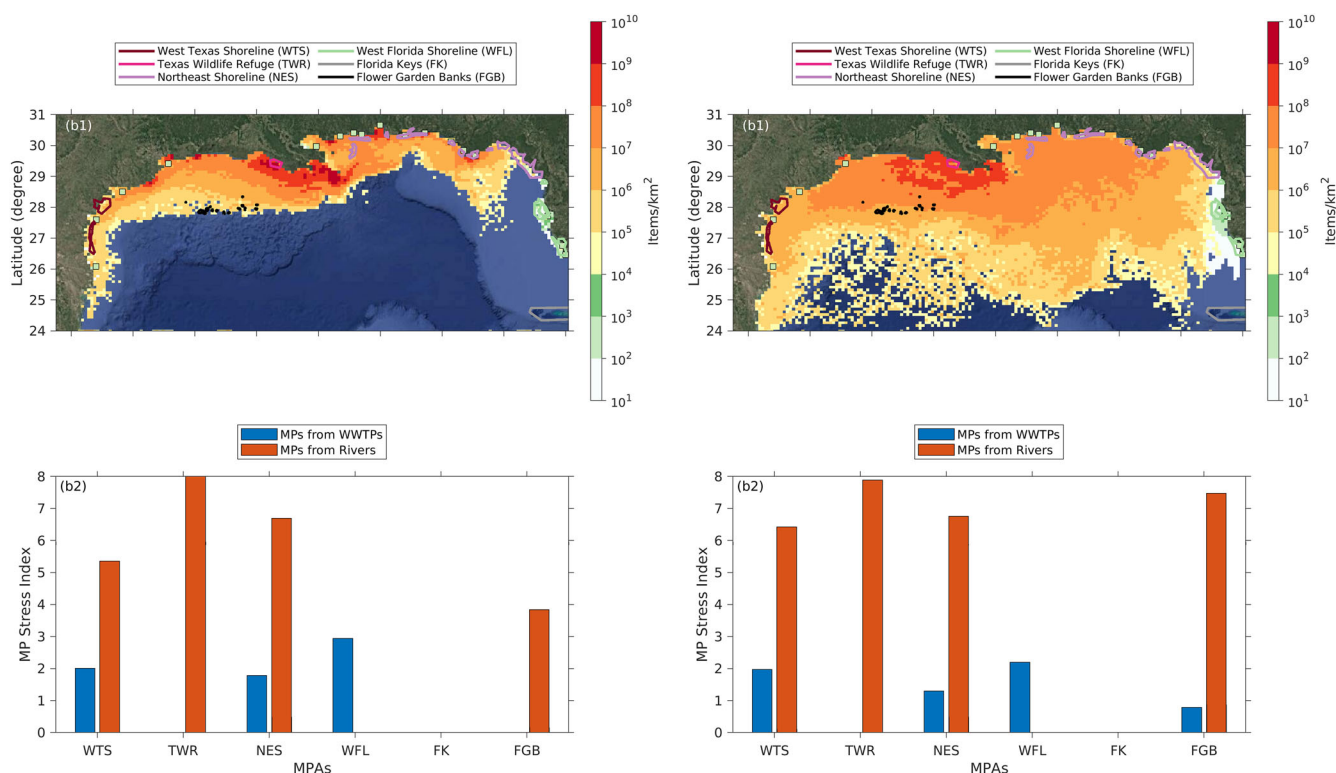 West Texas Shoreline (WTS) West Florida Shoreline (WFL)
Texas Wildlife Refuge (TWR) Florida Keys (FK)
Northeast Shoreline (NES) Flower Garden Banks (FGB)
(b1)
Latitude (degree)
31
30
29
28
27
26
25
24
10^10
10^9
10^8
10^7
10^6
10^5
10^4
10^3
10^2
10^1
Items/km^2
West Texas Shoreline (WTS) West Florida Shoreline (WFL)
Texas Wildlife Refuge (TWR) Florida Keys (FK)
Northeast Shoreline (NES) Flower Garden Banks (FGB)
(b1)
Latitude (degree)
31
30
29
28
27
26
25
24
10^10
10^9
10^8
10^7
10^6
10^5
10^4
10^3
10^2
10^1
Items/km^2
MPs from WWTPs
MPs from Rivers
(b2)
MP Stress Index
8
7
6
5
4
3
2
1
0
WTS TWR NES WFL FK FGB
MPAs
MPs from WWTPs
MPs from Rivers
(b2)
MP Stress Index
8
7
6
5
4
3
2
1
0
WTS TWR NES WFL FK FGB
MPAs